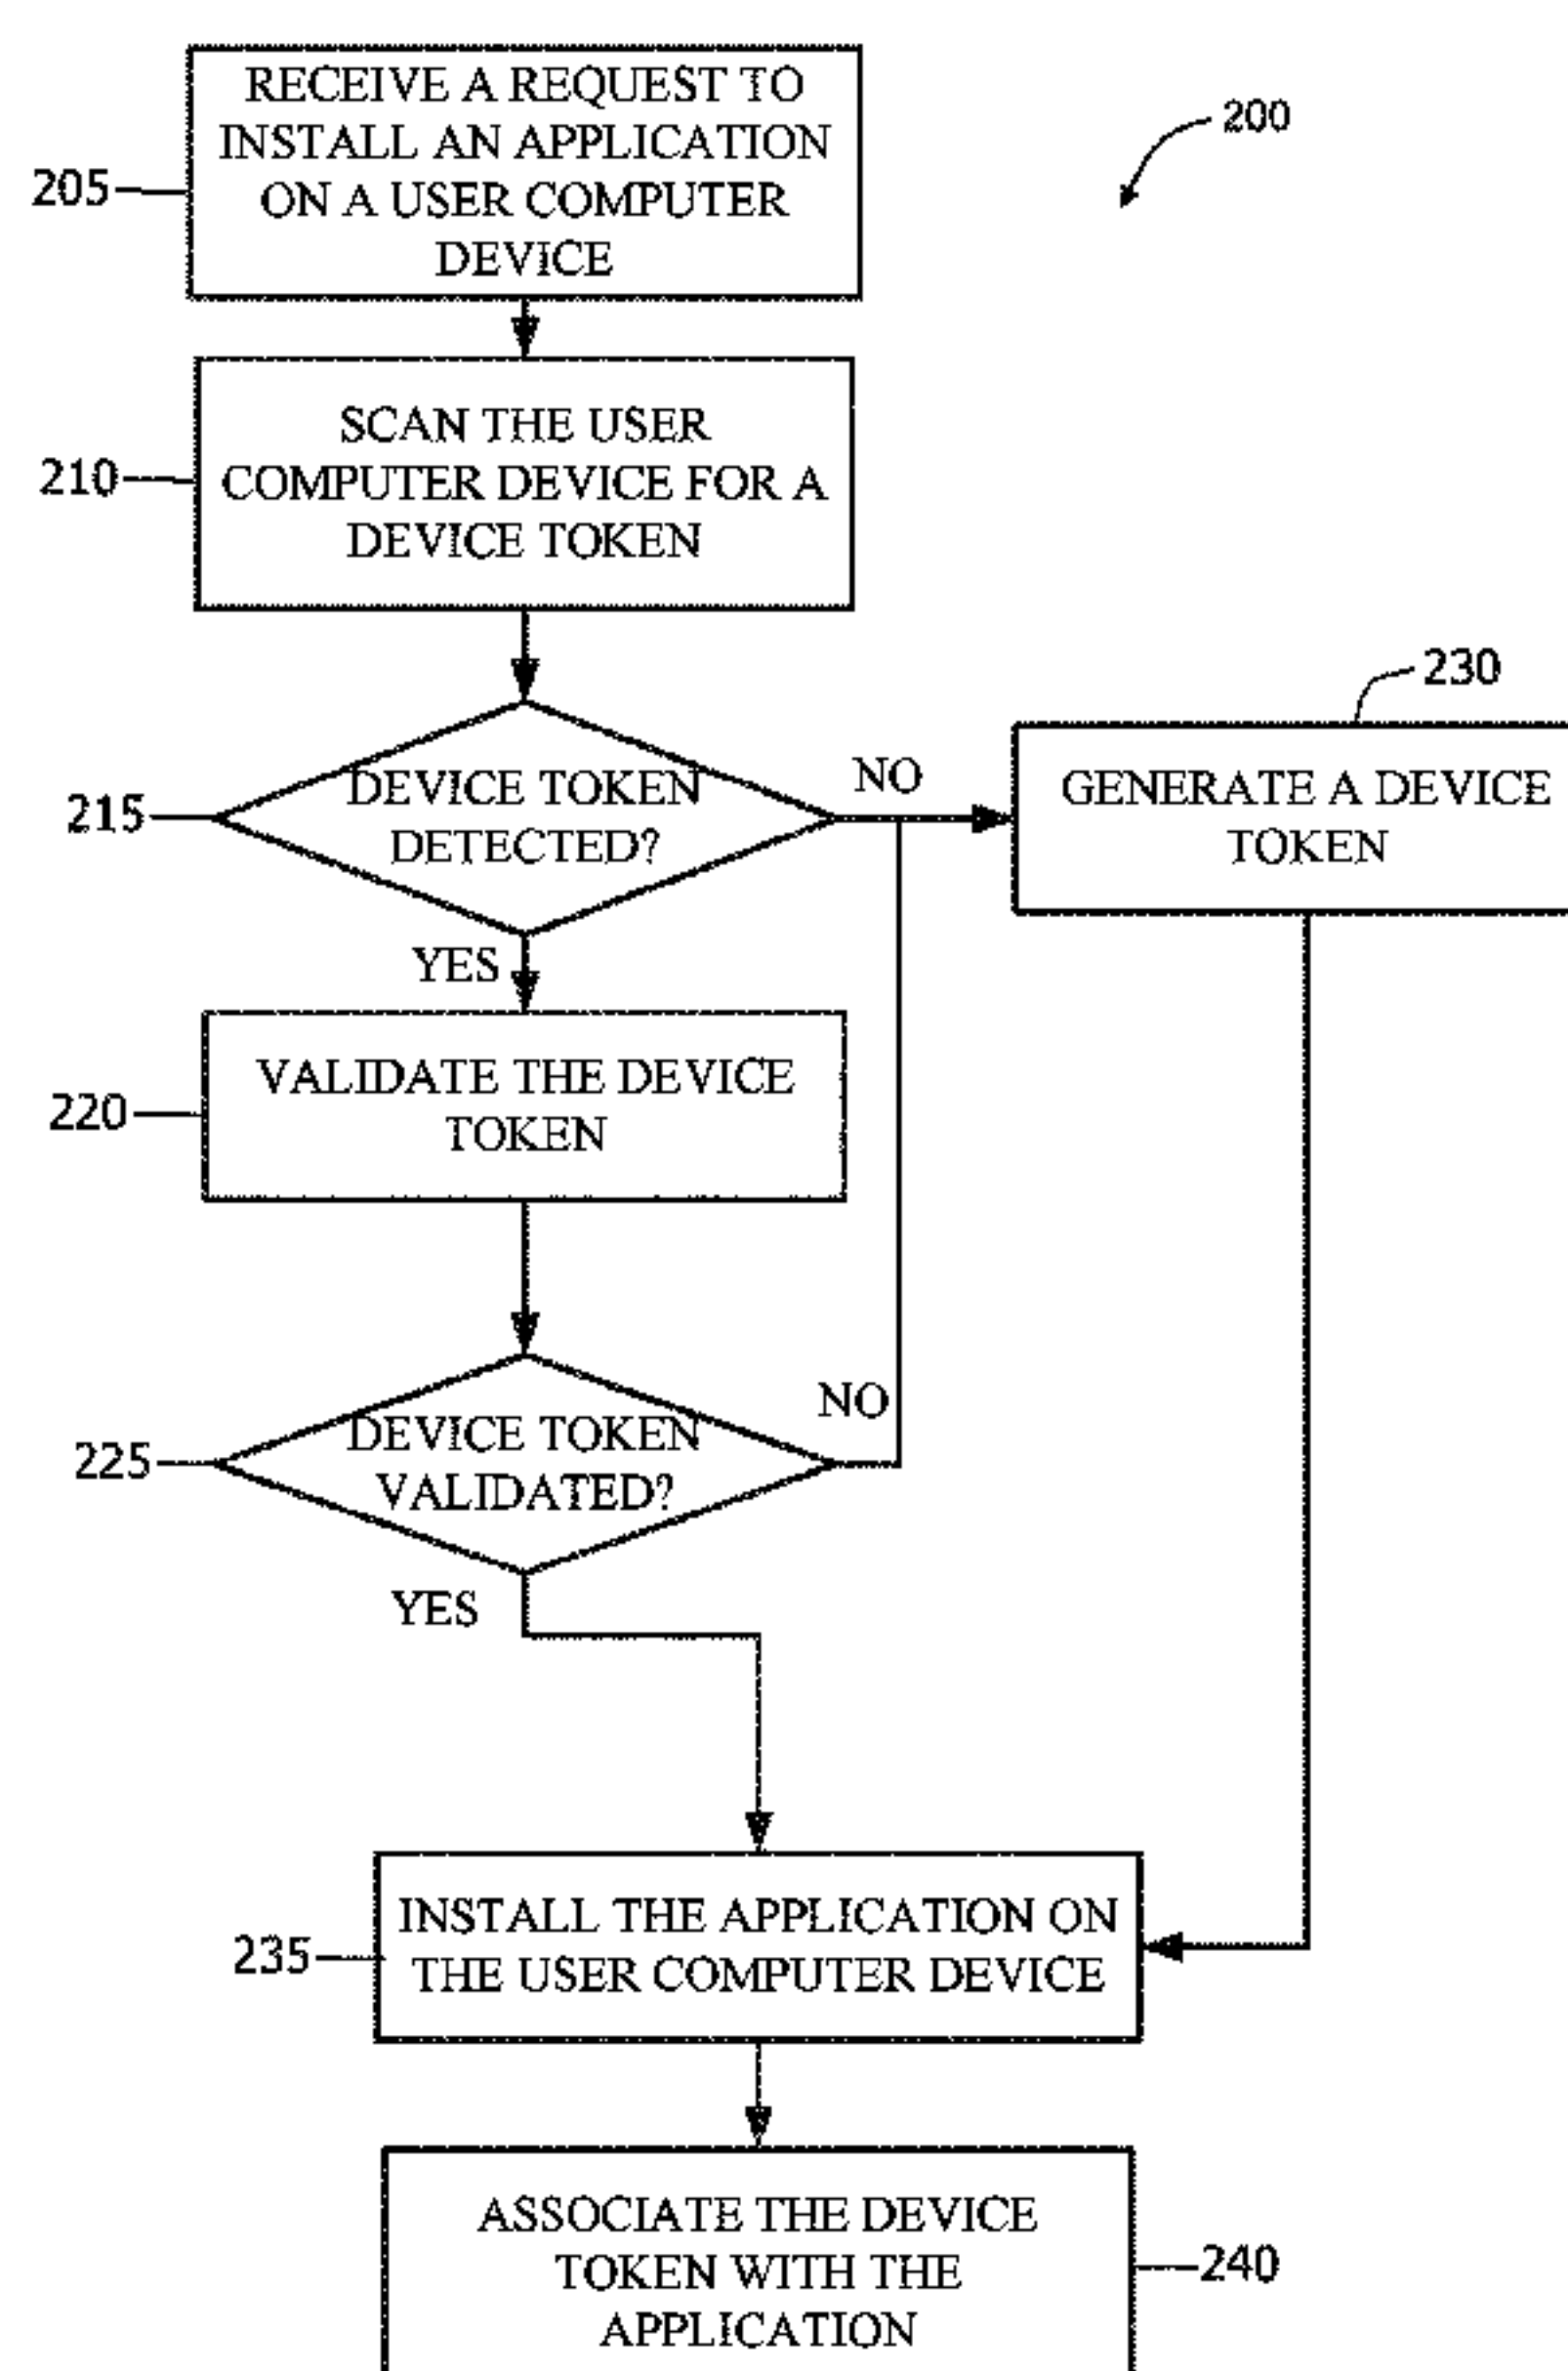 RECEIVE A REQUEST TO
INSTALL AN APPLICATION
ON A USER COMPUTER
DEVICE
200
205
SCAN THE USER
COMPUTER DEVICE FOR A
DEVICE TOKEN
210
230
DEVICE TOKEN
DETECTED?
215
NO
GENERATE A DEVICE
TOKEN
YES
VALIDATE THE DEVICE
TOKEN
220
NO
DEVICE TOKEN
VALIDATED?
225
YES
INSTALL THE APPLICATION ON
THE USER COMPUTER DEVICE
235
ASSOCIATE THE DEVICE
TOKEN WITH THE
APPLICATION
240